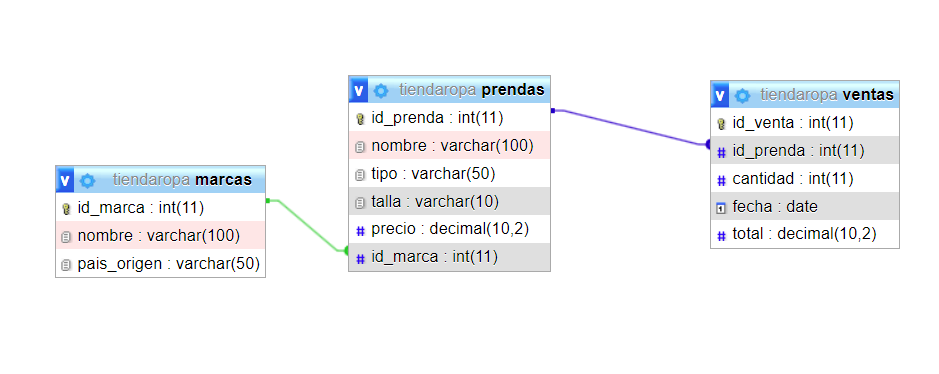 v tiendaropa marcas
id_marca : int(11)
nombre : varchar(100)
pais_origen : varchar(50)
v tiendaropa prendas
id_prenda : int(11)
nombre : varchar(100)
tipo : varchar(50)
talla : varchar(10)
# precio : decimal(10,2)
# id_marca : int(11)
v tiendaropa ventas
id_venta : int(11)
# id_prenda : int(11)
# cantidad : int(11)
1 fecha : date
# total : decimal(10,2)